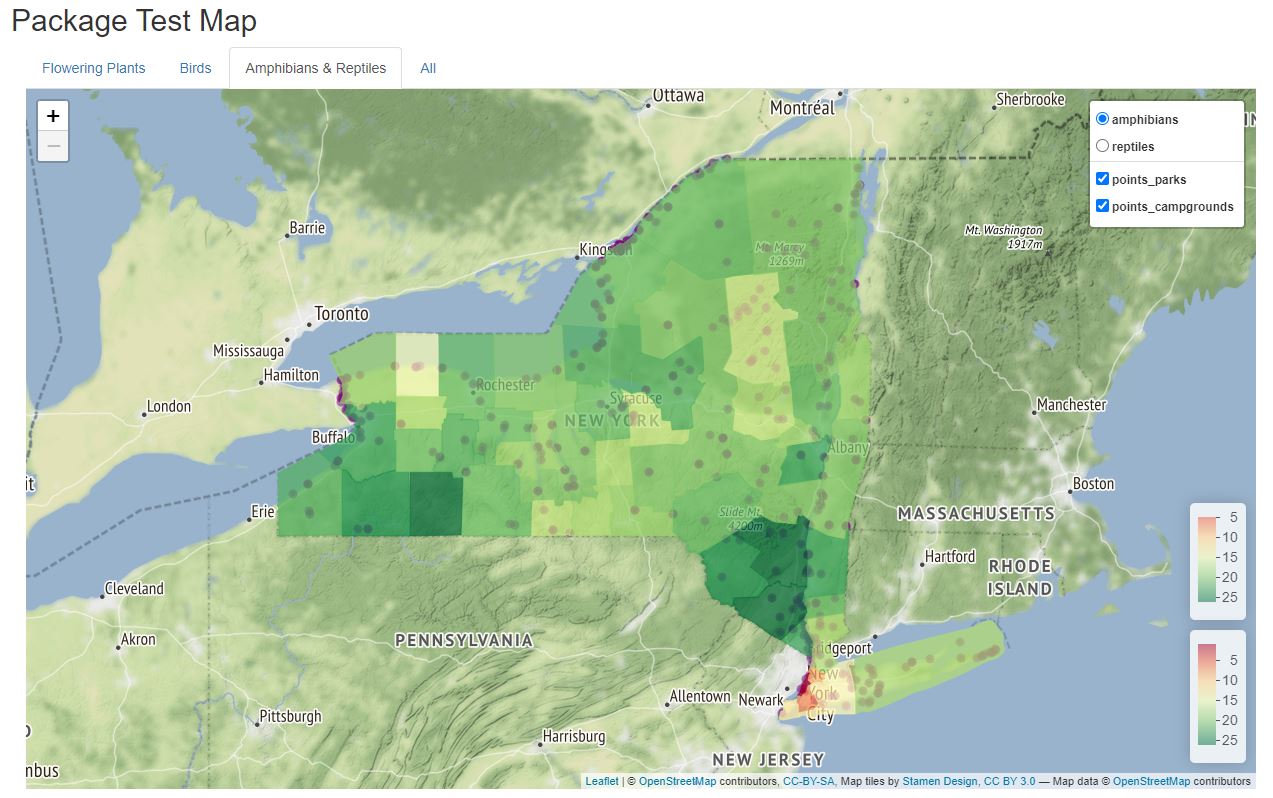 Package Test Map
Flowering Plants
Birds
Amphibians & Reptiles
All
+
−
amphibians
reptiles
points_parks
points_campgrounds
Ottawa
Montréal
Sherbrooke
Barrie
Kingston
Mt. Marcy
1269m
Mt. Washington
1917m
Toronto
Mississauga
Hamilton
London
Rochester
Syracuse
NEW YORK
Buffalo
Albany
Manchester
Boston
Erie
Slide Mt.
4200m
MASSACHUSETTS
Hartford
RHODE
ISLAND
Cleveland
Akron
PENNSYLVANIA
Bridgeport
New
York
City
Allentown
Newark
Pittsburgh
Harrisburg
NEW JERSEY
5
10
15
20
25
5
10
15
20
25
Leaflet | © OpenStreetMap contributors, CC-BY-SA, Map tiles by Stamen Design, CC BY 3.0 — Map data © OpenStreetMap contributors